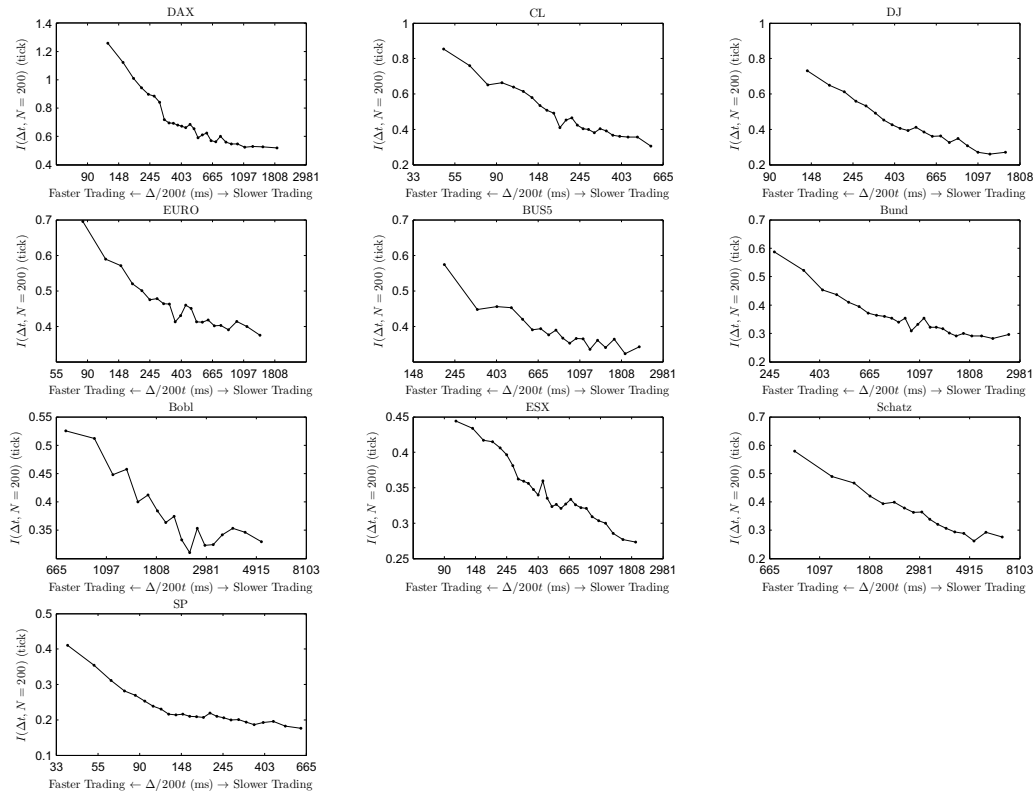 DAX
I(Δt, N = 200) (tick)
1.4
1.2
1
0.8
0.6
0.4
90 148 245 403 665 1097 1808 2981
Faster Trading ← Δ/200t (ms) → Slower Trading
CL
I(Δt, N = 200) (tick)
1
0.8
0.6
0.4
0.2
33 55 90 148 245 403 665
Faster Trading ← Δ/200t (ms) → Slower Trading
DJ
I(Δt, N = 200) (tick)
1
0.8
0.6
0.4
0.2
90 148 245 403 665 1097 1808
Faster Trading ← Δ/200t (ms) → Slower Trading
EURO
I(Δt, N = 200) (tick)
0.7
0.6
0.5
0.4
55 90 148 245 403 665 1097 1808
Faster Trading ← Δ/200t (ms) → Slower Trading
BUS5
I(Δt, N = 200) (tick)
0.7
0.6
0.5
0.4
148 245 403 665 1097 1808 2981
Faster Trading ← Δ/200t (ms) → Slower Trading
Bund
I(Δt, N = 200) (tick)
0.7
0.6
0.5
0.4
0.3
0.2
245 403 665 1097 1808 2981
Faster Trading ← Δ/200t (ms) → Slower Trading
Bobl
I(Δt, N = 200) (tick)
0.55
0.5
0.45
0.4
0.35
665 1097 1808 2981 4915 8103
Faster Trading ← Δ/200t (ms) → Slower Trading
ESX
I(Δt, N = 200) (tick)
0.45
0.4
0.35
0.3
0.25
90 148 245 403 665 1097 1808 2981
Faster Trading ← Δ/200t (ms) → Slower Trading
Schatz
I(Δt, N = 200) (tick)
0.7
0.6
0.5
0.4
0.3
0.2
665 1097 1808 2981 4915 8103
Faster Trading ← Δ/200t (ms) → Slower Trading
SP
I(Δt, N = 200) (tick)
0.5
0.4
0.3
0.2
0.1
33 55 90 148 245 403 665
Faster Trading ← Δ/200t (ms) → Slower Trading